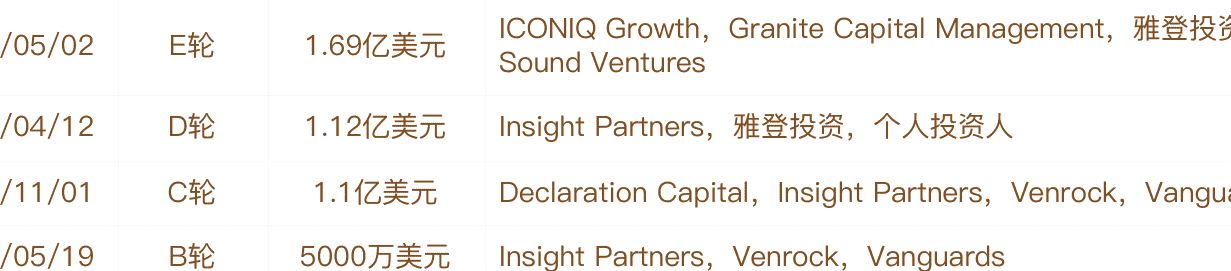 /05/02 E轮 1.69亿美元 ICONIQ Growth，Granite Capital Management，雅登投资
Sound Ventures
/04/12 D轮 1.12亿美元 Insight Partners，雅登投资，个人投资人
/11/01 C轮 1.1亿美元 Declaration Capital，Insight Partners，Venrock，Vangua
/05/19 B轮 5000万美元 Insight Partners，Venrock，Vanguards